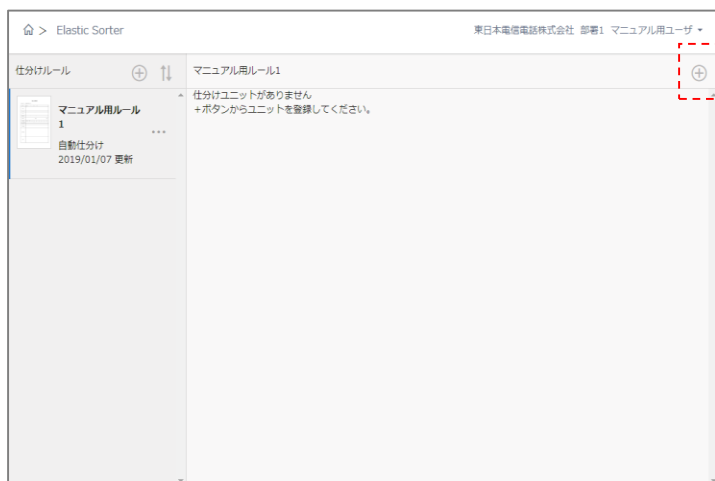 > Elastic Sorter
東日本電信電話株式会社 部署1 マニュアル用ユーザ
仕分けルール
マニュアル用ルール1
マニュアル用ルール
1
自動仕分け
2019/01/07 更新
仕分けユニットがありません
+ボタンからユニットを登録してください。